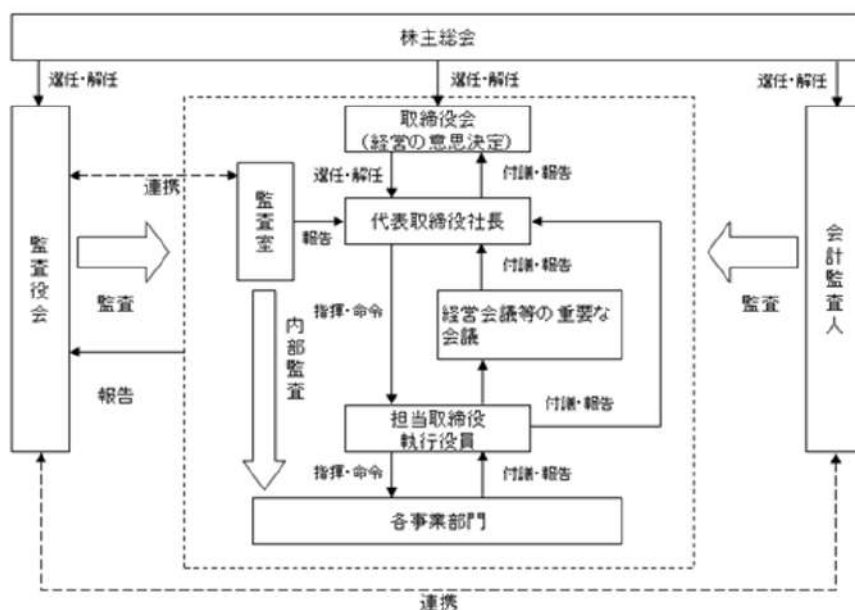 株主総会
選任・解任
選任・解任
選任・解任
取締役会
(経営の意思決定)
選任・解任
付議・報告
連携
監査室
報告
代表取締役社長
監査役会
監査
会計監査人
監査
付議・報告
指揮・命令
経営会議等の重要な
会議
内部監査
報告
担当取締役
執行役員
付議・報告
指揮・命令
付議・報告
各事業部門
連携